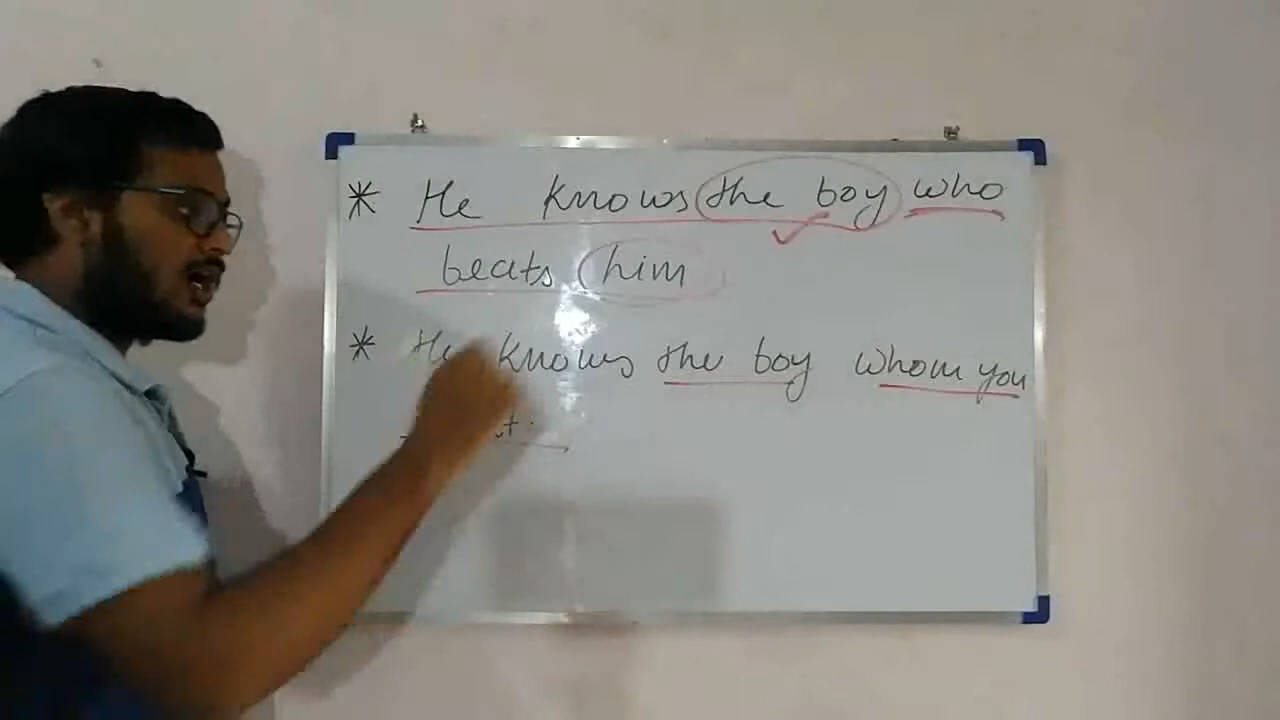 * He knows the boy who
beats him
* He knows the boy whom you